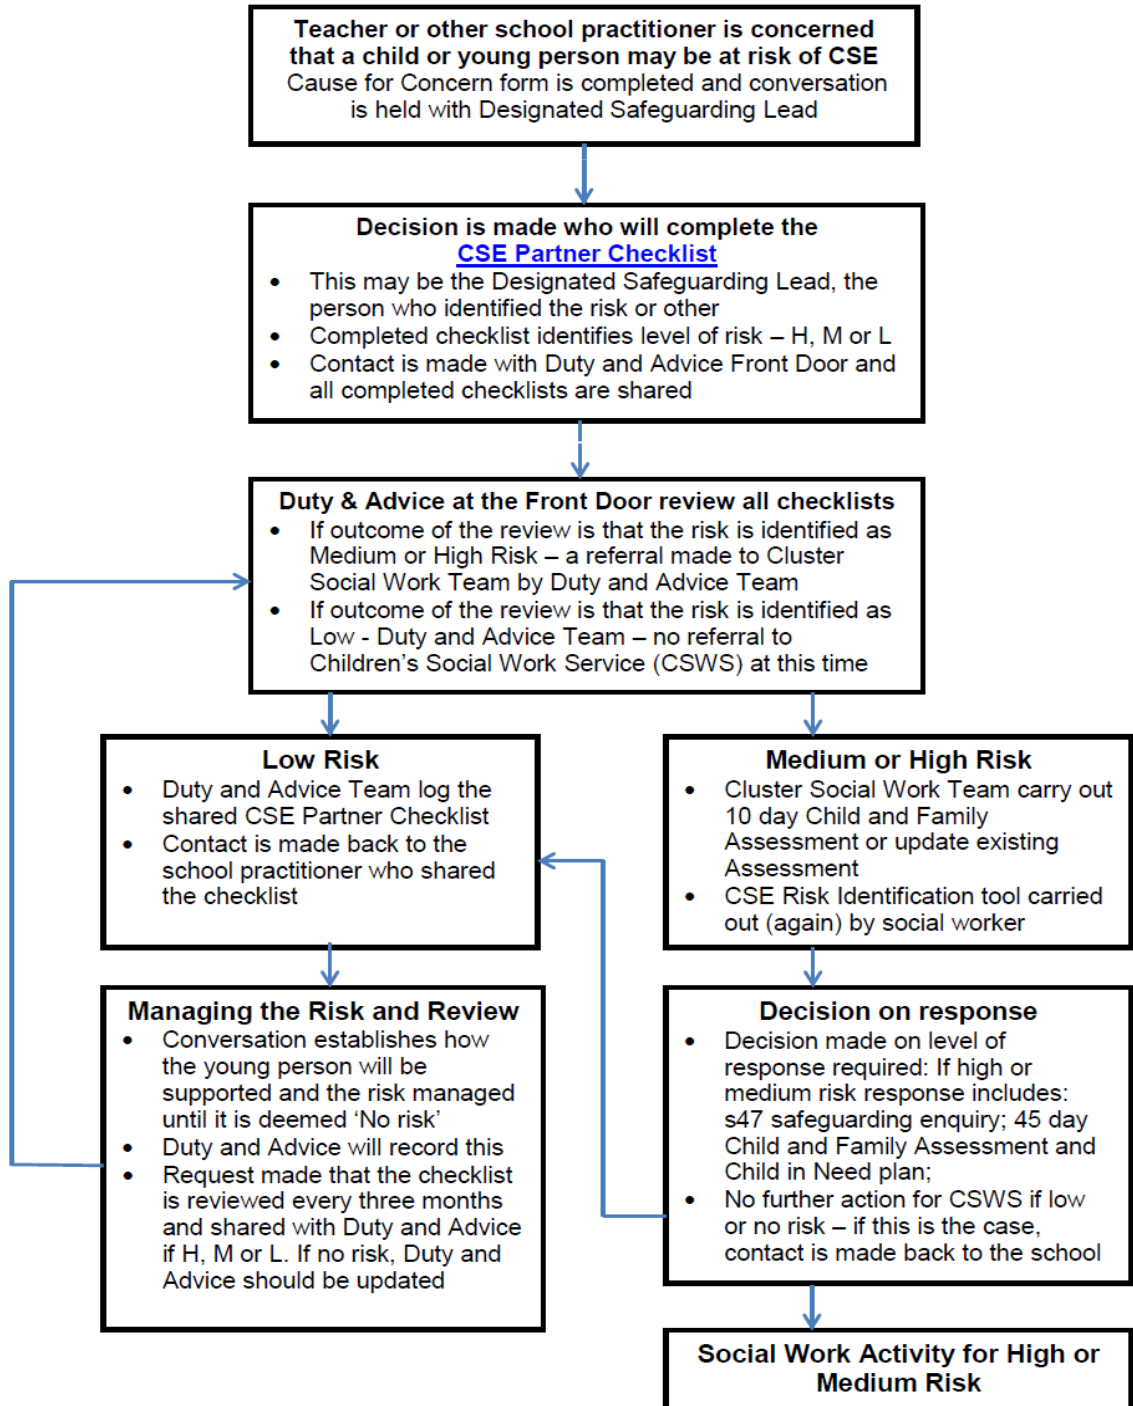 Teacher or other school practitioner is concerned
that a child or young person may be at risk of CSE
Cause for Concern form is completed and conversation
is held with Designated Safeguarding Lead
Decision is made who will complete the
CSE Partner Checklist
• This may be the Designated Safeguarding Lead, the
person who identified the risk or other
• Completed checklist identifies level of risk – H, M or L
• Contact is made with Duty and Advice Front Door and
all completed checklists are shared
Duty & Advice at the Front Door review all checklists
• If outcome of the review is that the risk is identified as
Medium or High Risk – a referral made to Cluster
Social Work Team by Duty and Advice Team
• If outcome of the review is that the risk is identified as
Low - Duty and Advice Team – no referral to
Children's Social Work Service (CSWS) at this time
Low Risk
• Duty and Advice Team log the
shared CSE Partner Checklist
• Contact is made back to the
school practitioner who shared
the checklist
Medium or High Risk
• Cluster Social Work Team carry out
10 day Child and Family
Assessment or update existing
Assessment
• CSE Risk Identification tool carried
out (again) by social worker
Managing the Risk and Review
• Conversation establishes how
the young person will be
supported and the risk managed
until it is deemed 'No risk'
• Duty and Advice will record this
• Request made that the checklist
is reviewed every three months
and shared with Duty and Advice
if H, M or L. If no risk, Duty and
Advice should be updated
Decision on response
• Decision made on level of
response required: If high or
medium risk response includes:
s47 safeguarding enquiry; 45 day
Child and Family Assessment and
Child in Need plan;
• No further action for CSWS if low
or no risk – if this is the case,
contact is made back to the school
Social Work Activity for High or
Medium Risk